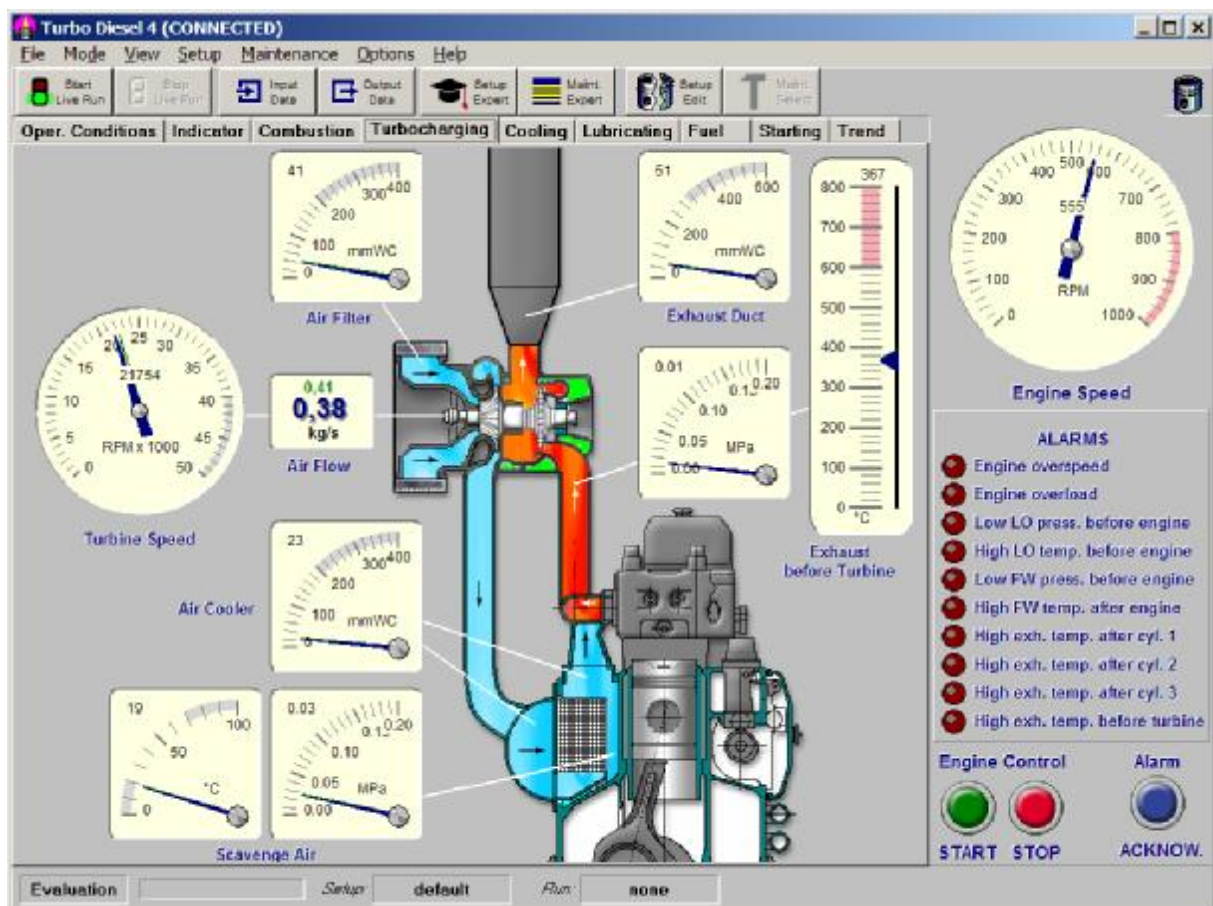 Turbo Diesel 4 (CONNECTED)
File Mode View Setup Maintenance Options Help
Start Live Run
Stop Live Run
Input Data
Output Data
Setup Expert
Maint. Expert
Setup Edit
Maint. Select
Oper. Conditions Indicator Combustion Turbocharging Cooling Lubricating Fuel Starting Trend
41
0 100 200 300 400
mmWC
Air Filter
51
0 200 400 600
mmWC
Exhaust Duct
367
800
700
600
500
400
300
200
100
0
°C
Exhaust
before Turbine
0 100 200 300 400 500 600 700 800 900 1000
555
RPM
Engine Speed
0 5 10 15 20 25 30 35 40 45 50
21754
RPM x 1000
Turbine Speed
0,41
0,38
kg/s
Air Flow
0.01
0.00 0.05 0.10 0.15 0.20
MPa
23
0 100 200 300 400
mmWC
Air Cooler
19
0 50 100
°C
0.03
0.00 0.05 0.10 0.15 0.20
MPa
Scavenge Air
ALARMS
Engine overspeed
Engine overload
Low LO press. before engine
High LO temp. before engine
Low FW press. before engine
High FW temp. after engine
High exh. temp. after cyl. 1
High exh. temp. after cyl. 2
High exh. temp. after cyl. 3
High exh. temp. before turbine
Engine Control Alarm
START STOP ACKNOW.
Evaluation Setup: default Run: none